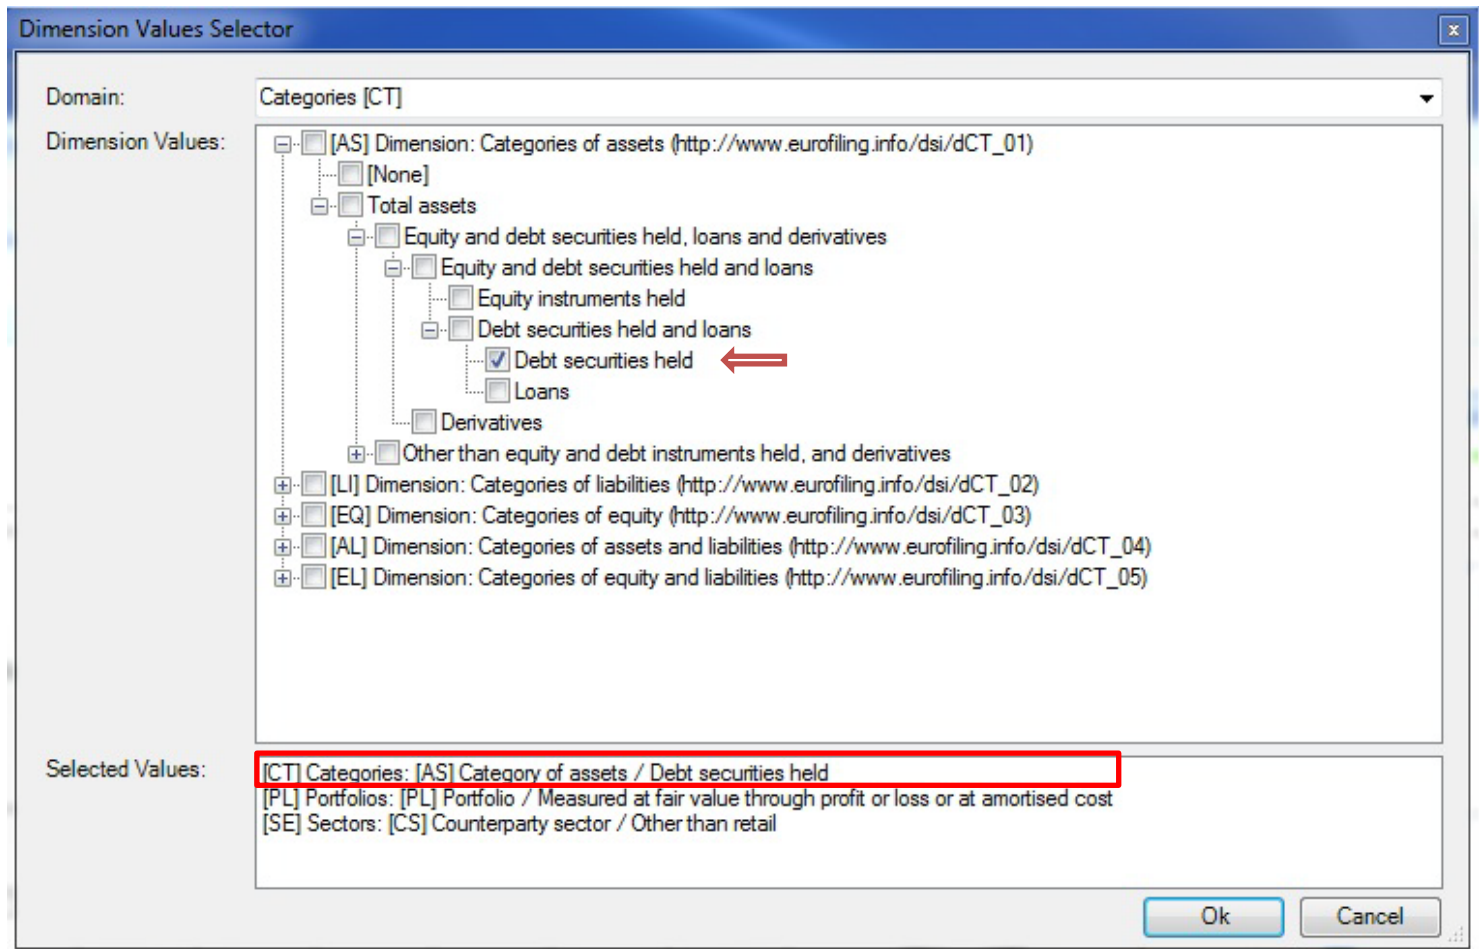 Dimension Values Selector
Domain:
Categories [CT]
Dimension Values:
[AS] Dimension: Categories of assets (http://www.eurofiling.info/dsi/dCT_01)
[None]
Total assets
Equity and debt securities held, loans and derivatives
Equity and debt securities held and loans
Equity instruments held
Debt securities held and loans
Debt securities held
Loans
Derivatives
Other than equity and debt instruments held, and derivatives
[LI] Dimension: Categories of liabilities (http://www.eurofiling.info/dsi/dCT_02)
[EQ] Dimension: Categories of equity (http://www.eurofiling.info/dsi/dCT_03)
[AL] Dimension: Categories of assets and liabilities (http://www.eurofiling.info/dsi/dCT_04)
[EL] Dimension: Categories of equity and liabilities (http://www.eurofiling.info/dsi/dCT_05)
Selected Values:
[CT] Categories: [AS] Category of assets / Debt securities held
[PL] Portfolios: [PL] Portfolio / Measured at fair value through profit or loss or at amortised cost
[SE] Sectors: [CS] Counterparty sector / Other than retail
Ok
Cancel